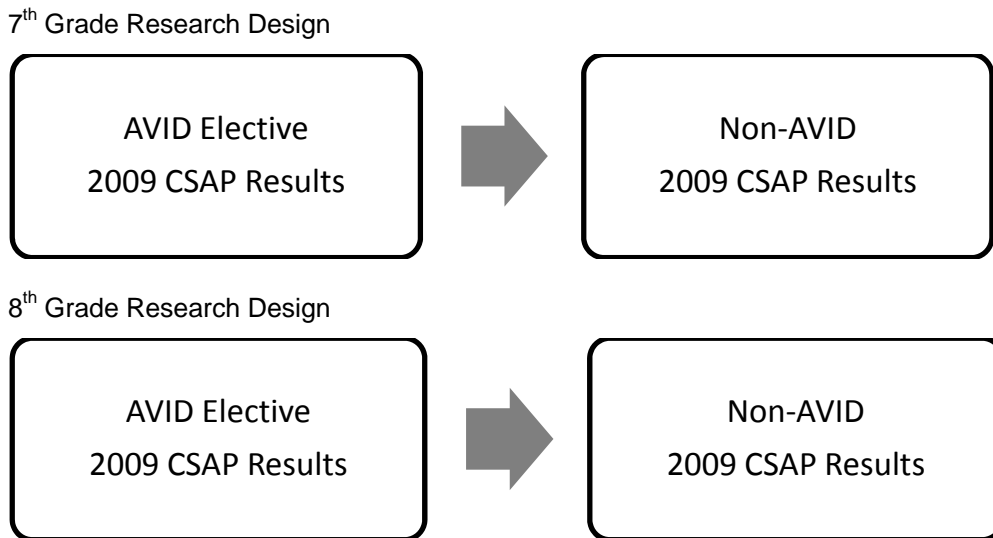 7th Grade Research Design
AVID Elective
2009 CSAP Results
Non-AVID
2009 CSAP Results
8th Grade Research Design
AVID Elective
2009 CSAP Results
Non-AVID
2009 CSAP Results